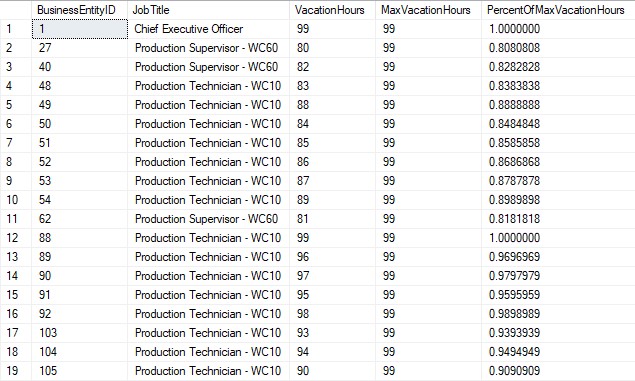 BusinessEntityID JobTitle VacationHours MaxVacationHours PercentOfMaxVacationHours
1 1 Chief Executive Officer 99 99 1.0000000
2 27 Production Supervisor - WC60 80 99 0.8080808
3 40 Production Supervisor - WC60 82 99 0.8282828
4 48 Production Technician - WC10 83 99 0.8383838
5 49 Production Technician - WC10 88 99 0.8888888
6 50 Production Technician - WC10 84 99 0.8484848
7 51 Production Technician - WC10 85 99 0.8585858
8 52 Production Technician - WC10 86 99 0.8686868
9 53 Production Technician - WC10 87 99 0.8787878
10 54 Production Technician - WC10 89 99 0.8989898
11 62 Production Supervisor - WC60 81 99 0.8181818
12 88 Production Technician - WC10 99 99 1.0000000
13 89 Production Technician - WC10 96 99 0.9696969
14 90 Production Technician - WC10 97 99 0.9797979
15 91 Production Technician - WC10 95 99 0.9595959
16 92 Production Technician - WC10 98 99 0.9898989
17 103 Production Technician - WC10 93 99 0.9393939
18 104 Production Technician - WC10 94 99 0.9494949
19 105 Production Technician - WC10 90 99 0.9090909